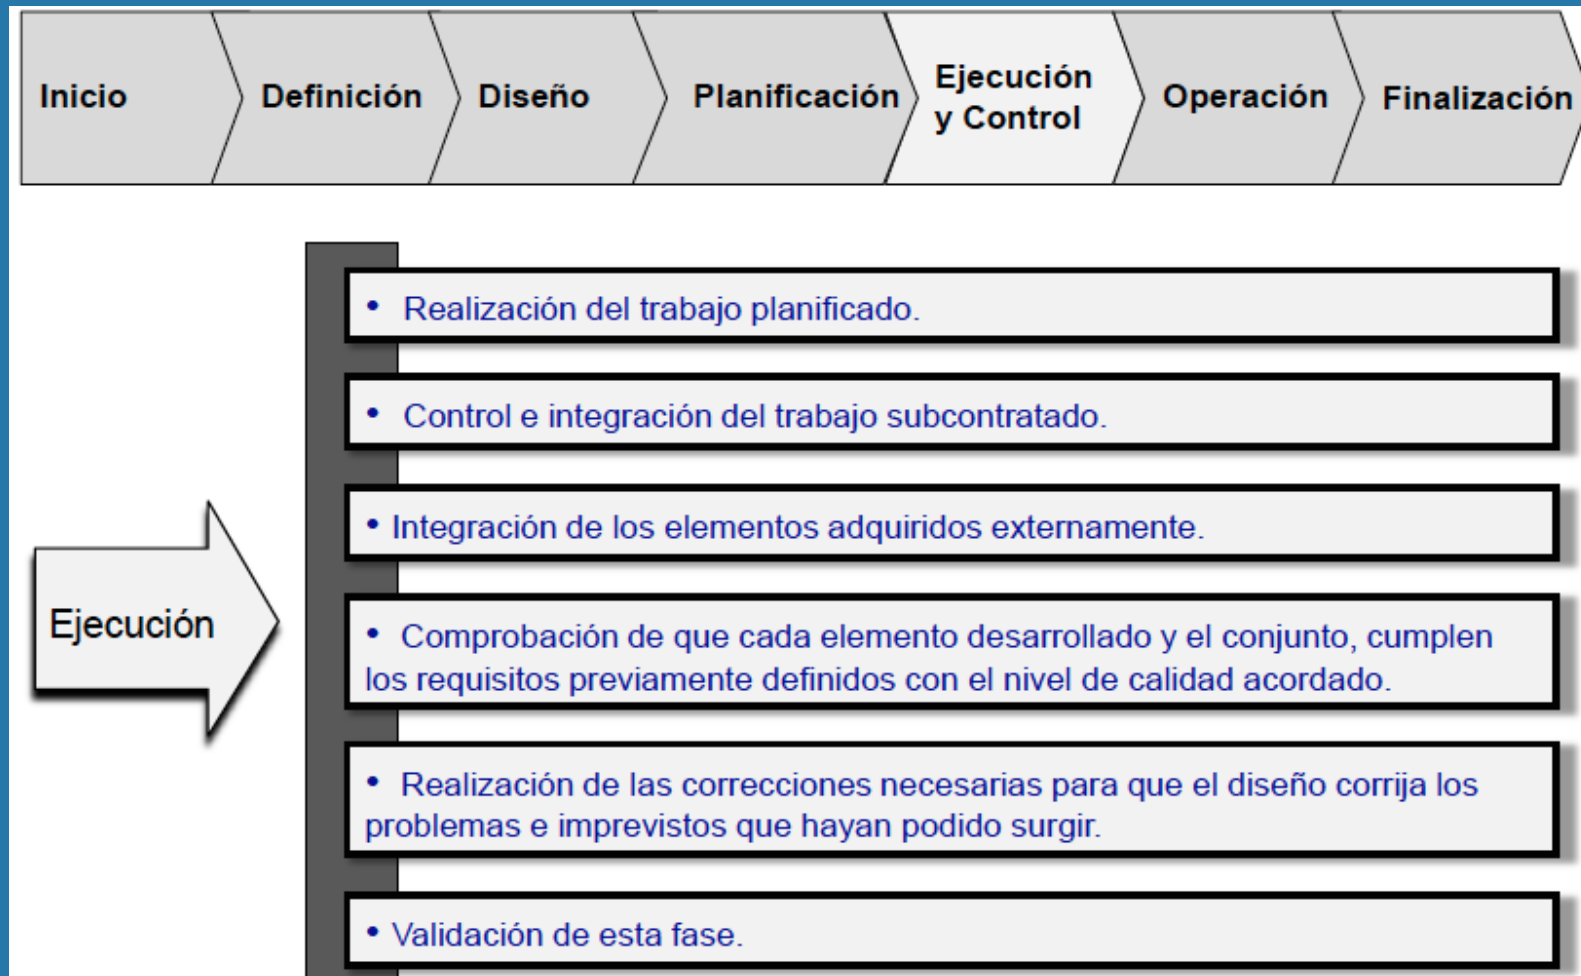 Inicio
Definición
Diseño
Planificación
Ejecución
y Control
Operación
Finalización
Ejecución
• Realización del trabajo planificado.
• Control e integración del trabajo subcontratado.
• Integración de los elementos adquiridos externamente.
• Comprobación de que cada elemento desarrollado y el conjunto, cumplen
los requisitos previamente definidos con el nivel de calidad acordado.
• Realización de las correcciones necesarias para que el diseño corrija los
problemas e imprevistos que hayan podido surgir.
• Validación de esta fase.